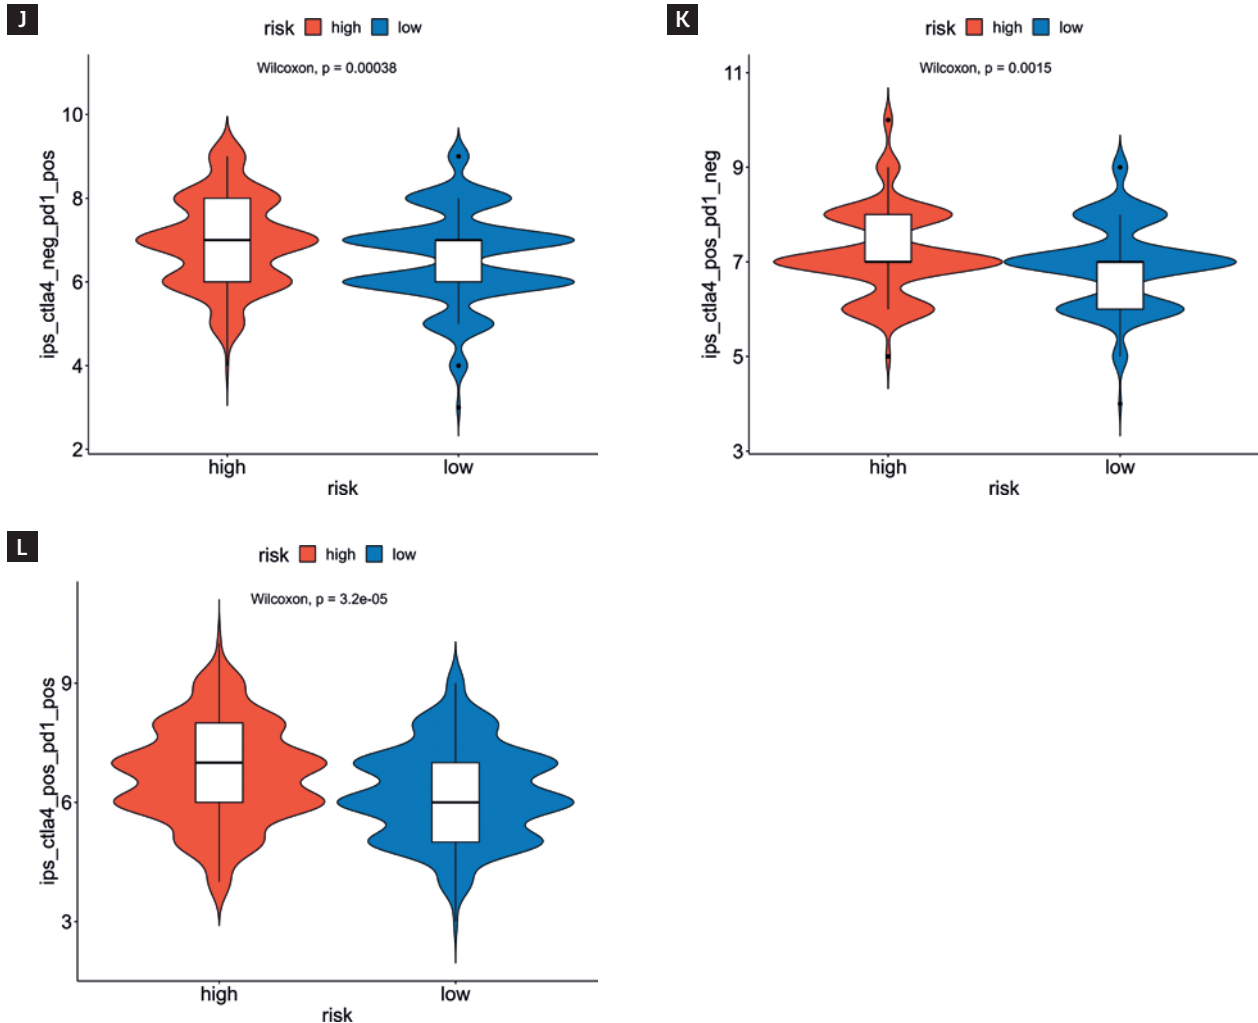 J
risk high low
Wilcoxon, p = 0.00038
ips_ctla4_neg_pd1_pos
10
8
6
4
2
high low
risk
K
risk high low
Wilcoxon, p = 0.0015
ips_ctla4_pos_pd1_neg
11
9
7
5
3
high low
risk
L
risk high low
Wilcoxon, p = 3.2e-05
ips_ctla4_pos_pd1_pos
9
6
3
high low
risk